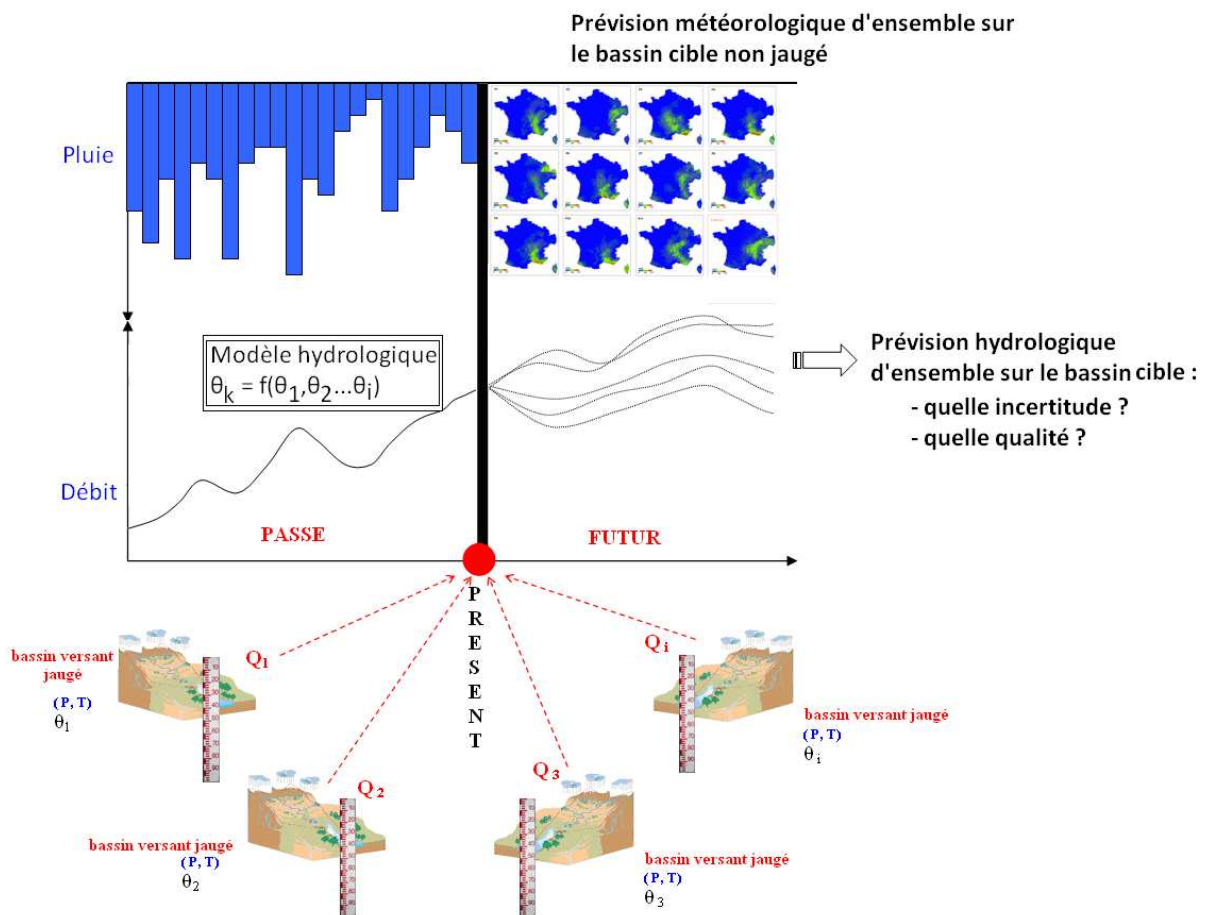 Prévision météorologique d'ensemble sur
le bassin cible non jaugé
Pluie
Modèle hydrologique
θk = f(θ1,θ2...θi)
Prévision hydrologique
d'ensemble sur le bassin cible :
- quelle incertitude ?
- quelle qualité ?
Débit
PASSE
FUTUR
PRESENT
Q1
bassin versant
jaugé
(P, T)
θ1
Qi
bassin versant jaugé
(P, T)
θi
Q2
bassin versant jaugé
(P, T)
θ2
Q3
bassin versant jaugé
(P, T)
θ3